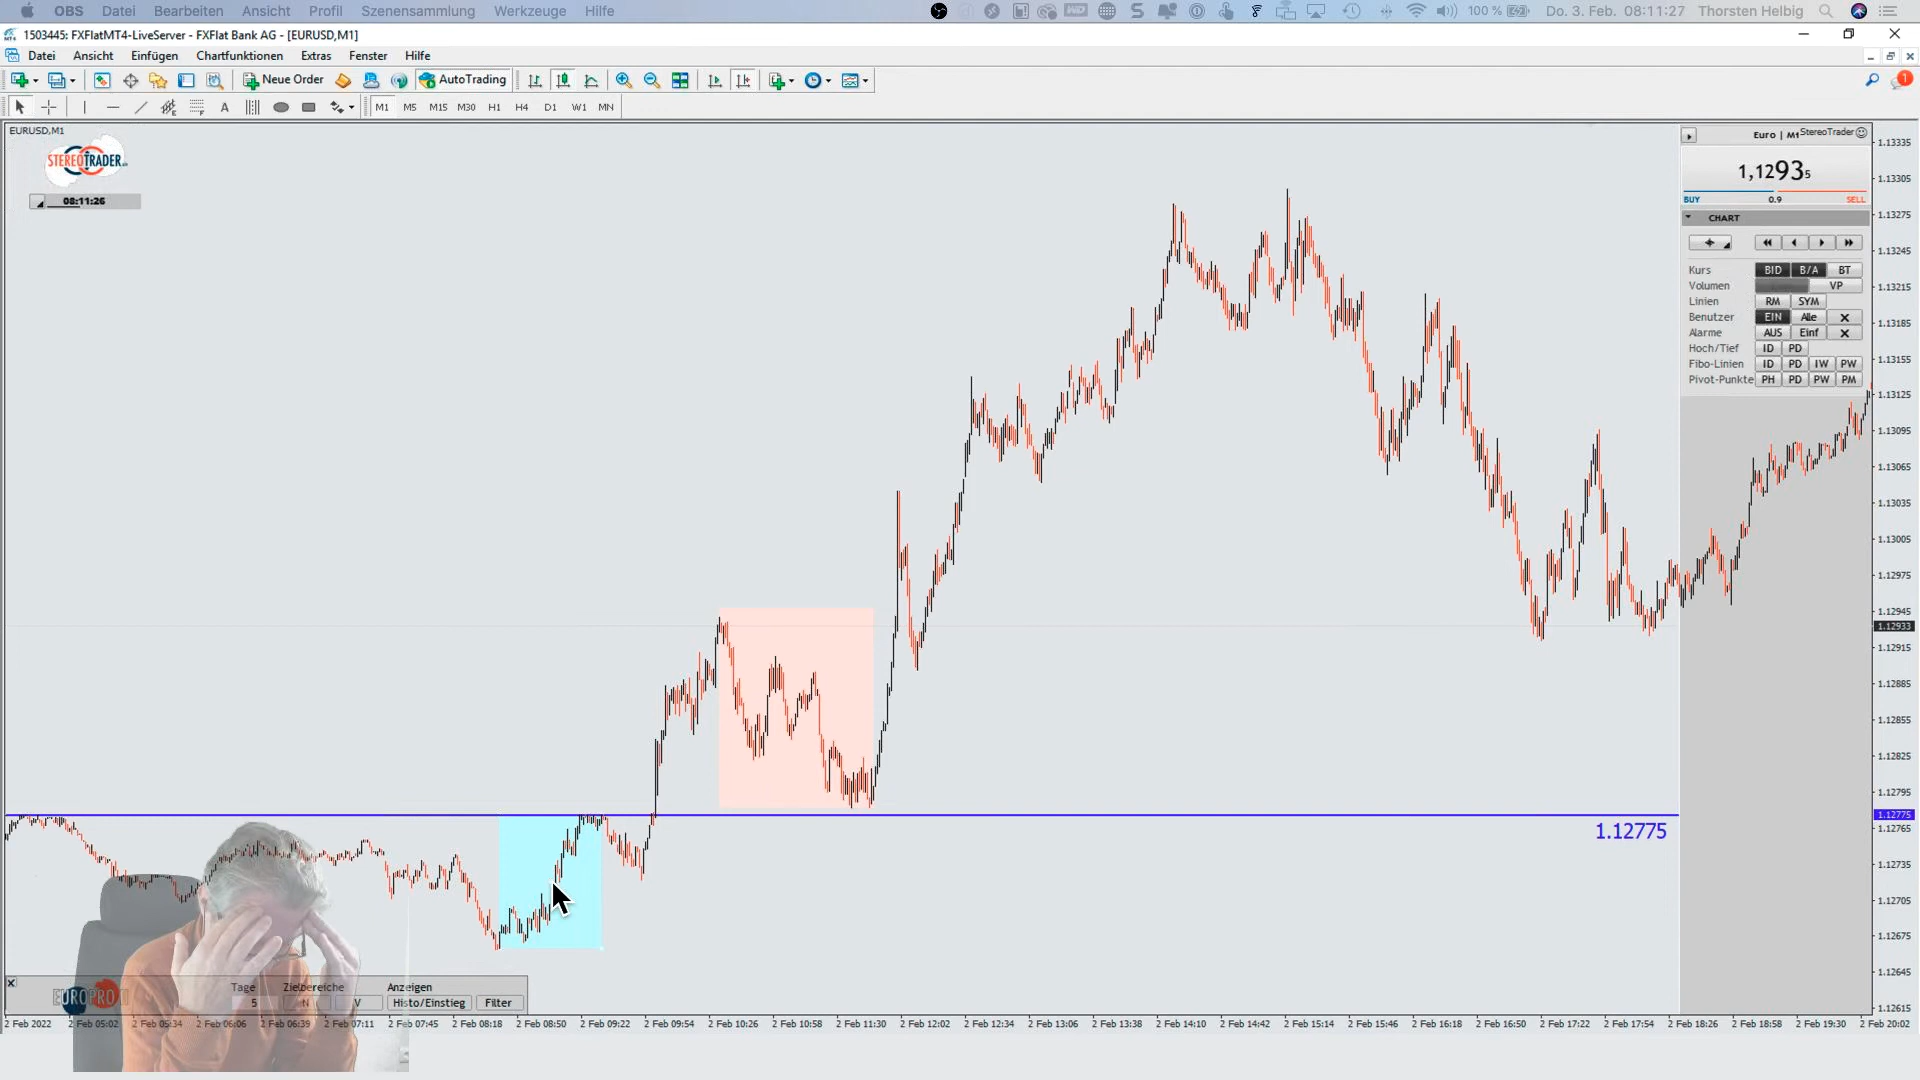 OBS Datei Bearbeiten Ansicht Profil Szenensammlung Werkzeuge Hilfe 100 % Do. 3. Feb. 08:11:27 Thorsten Helbig
1503445: FXFlatMT4-LiveServer - FXFlat Bank AG - [EURUSD,M1]
Datei Ansicht Einfügen Chartfunktionen Extras Fenster Hilfe
Neue Order AutoTrading
A M1 M5 M15 M30 H1 H4 D1 W1 MN
EURUSD,M1
STEREOTRADER
08:11:26
Euro | M1 StereoTrader
1,12935
BUY 0.9 SELL
CHART
Kurs BID B/A BT
Volumen VP
Linien RM SYM
Benutzer EIN Alle
Alarme AUS Einf
Hoch/Tief ID PD
Fibo-Linien ID PD IW PW
Pivot-Punkte PH PD PW PM
1.13335
1.13305
1.13275
1.13245
1.13215
1.13185
1.13155
1.13125
1.13095
1.13065
1.13035
1.13005
1.12975
1.12945
1.12933
1.12915
1.12885
1.12855
1.12825
1.12795
1.12775
1.12765
1.12735
1.12705
1.12675
1.12645
1.12615
1.12775
EUROPRO
Tage Zielbereiche Anzeigen
5 N V Histo/Einstieg Filter
2 Feb 2022 2 Feb 05:02 2 Feb 05:34 2 Feb 06:06 2 Feb 06:39 2 Feb 07:11 2 Feb 07:45 2 Feb 08:18 2 Feb 08:50 2 Feb 09:22 2 Feb 09:54 2 Feb 10:26 2 Feb 10:58 2 Feb 11:30 2 Feb 12:02 2 Feb 12:34 2 Feb 13:06 2 Feb 13:38 2 Feb 14:10 2 Feb 14:42 2 Feb 15:14 2 Feb 15:46 2 Feb 16:18 2 Feb 16:50 2 Feb 17:22 2 Feb 17:54 2 Feb 18:26 2 Feb 18:58 2 Feb 19:30 2 Feb 20:02